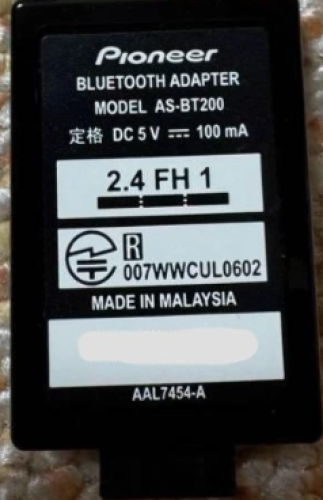 Pioneer
BLUETOOTH ADAPTER
MODEL AS-BT200
定格 DC 5 V ⎓ 100 mA
2.4 FH 1
R
007WWCUL0602
MADE IN MALAYSIA
AAL7454-A